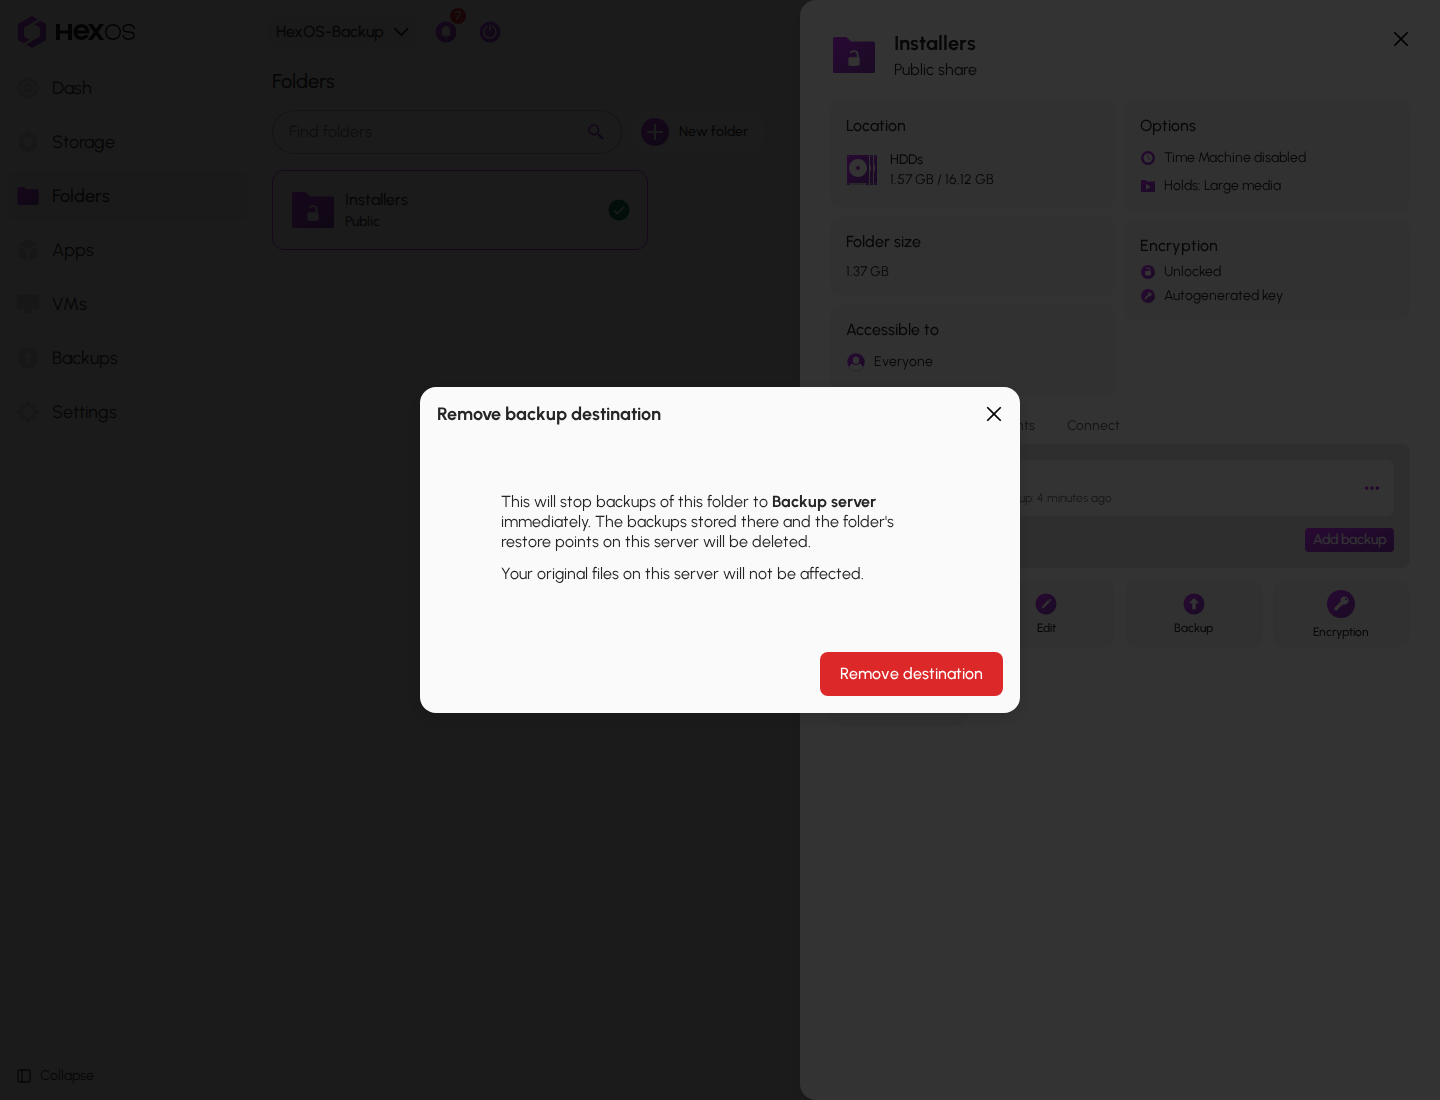 HexOS
HexOS-Backup
7
Dash
Storage
Folders
Apps
VMs
Backups
Settings
Collapse
Folders
Find folders
New folder
Installers
Public
Installers
Public share
Location
HDDs
1.57 GB / 16.12 GB
Options
Time Machine disabled
Holds: Large media
Folder size
1.37 GB
Encryption
Unlocked
Autogenerated key
Accessible to
Everyone
Connect
4 minutes ago
Add backup
Edit
Backup
Encryption
Remove backup destination
This will stop backups of this folder to Backup server
immediately. The backups stored there and the folder's
restore points on this server will be deleted.
Your original files on this server will not be affected.
Remove destination